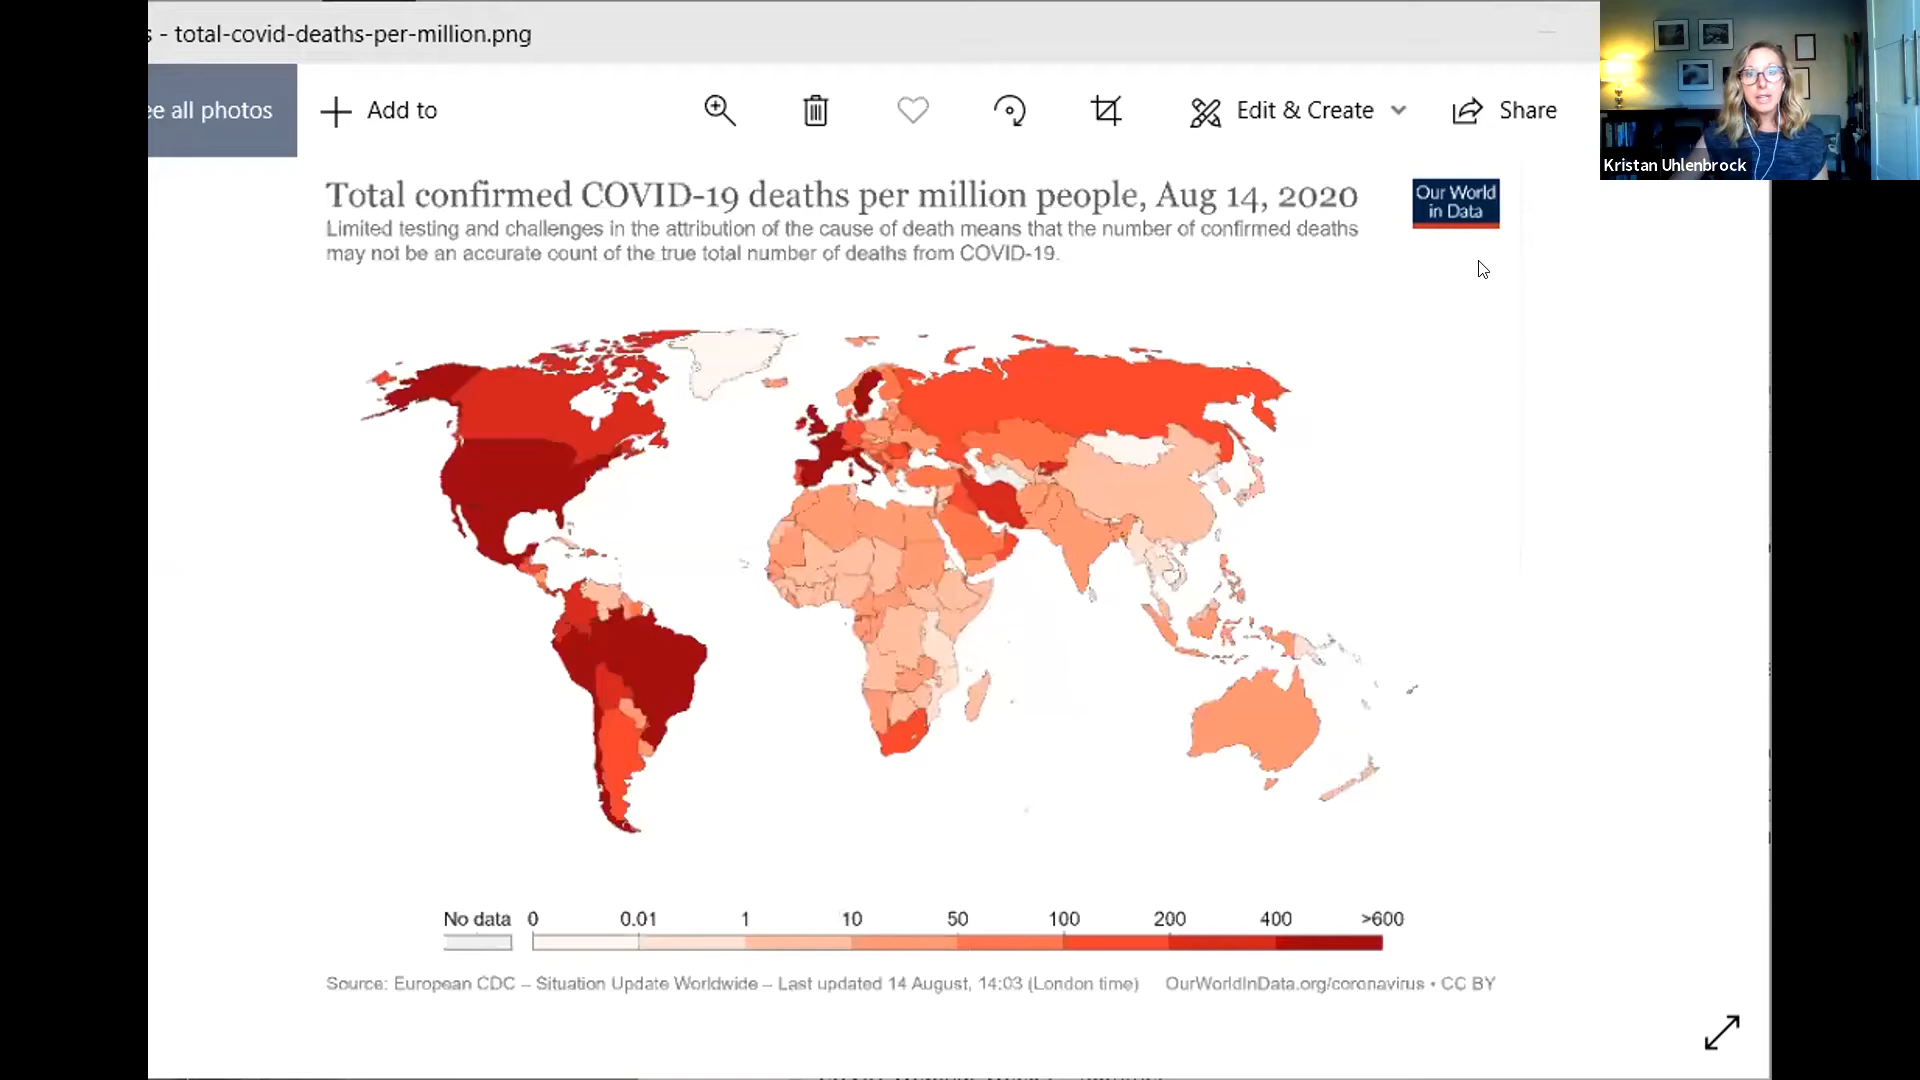 s - total-covid-deaths-per-million.png
ee all photos
Add to
Edit & Create
Share
Kristan Uhlenbrock
Total confirmed COVID-19 deaths per million people, Aug 14, 2020
Our World
in Data
Limited testing and challenges in the attribution of the cause of death means that the number of confirmed deaths
may not be an accurate count of the true total number of deaths from COVID-19.
No data 0 0.01 1 10 50 100 200 400 >600
Source: European CDC – Situation Update Worldwide – Last updated 14 August, 14:03 (London time)
OurWorldInData.org/coronavirus • CC BY